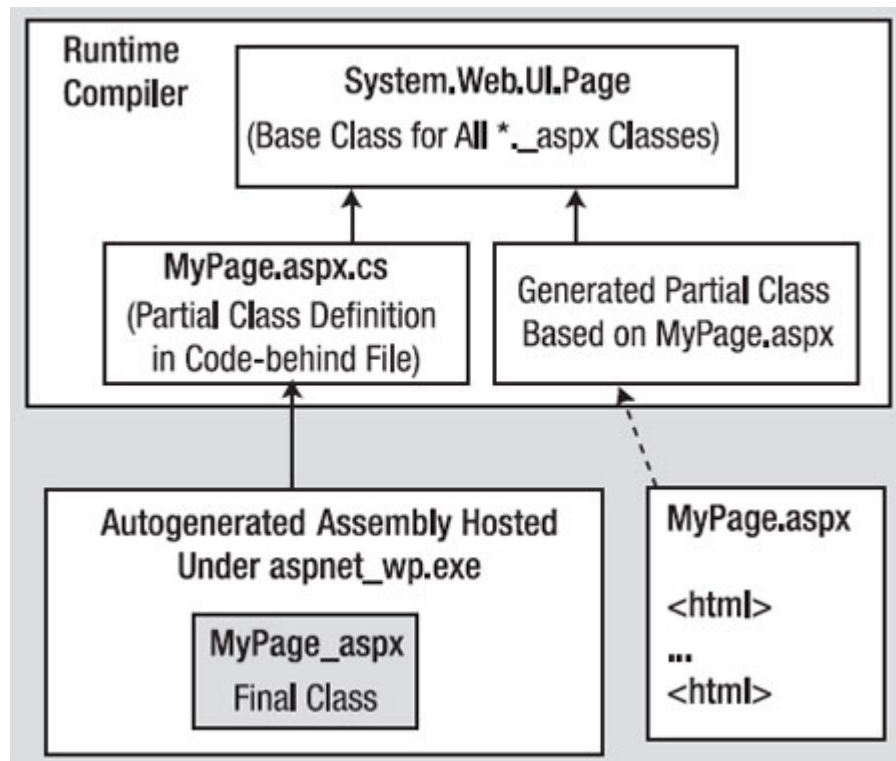 Runtime
Compiler
System.Web.UI.Page
(Base Class for All *._aspx Classes)
MyPage.aspx.cs
(Partial Class Definition
in Code-behind File)
Generated Partial Class
Based on MyPage.aspx
Autogenerated Assembly Hosted
Under aspnet_wp.exe
MyPage_aspx
Final Class
MyPage.aspx
<html>
...
<html>